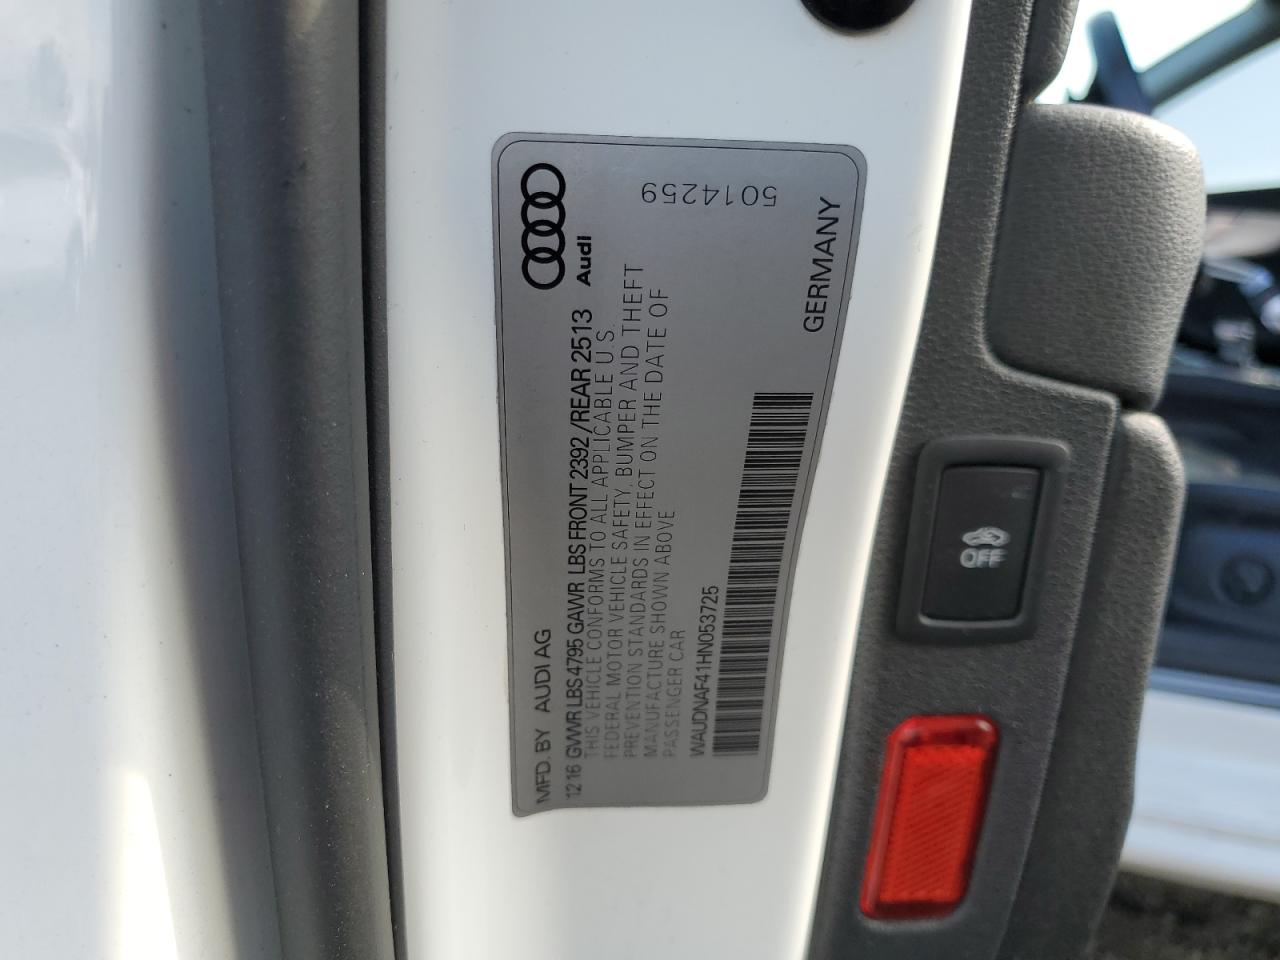 MFD. BY AUDI AG
Audi
12.16 GVWR LBS 4795 GAWR LBS FRONT 2392 / REAR 2513
THIS VEHICLE CONFORMS TO ALL APPLICABLE U.S.
FEDERAL MOTOR VEHICLE SAFETY, BUMPER AND THEFT
PREVENTION STANDARDS IN EFFECT ON THE DATE OF
MANUFACTURE SHOWN ABOVE
PASSENGER CAR
WAUDNAF41HN053725
GERMANY
5014259
OFF